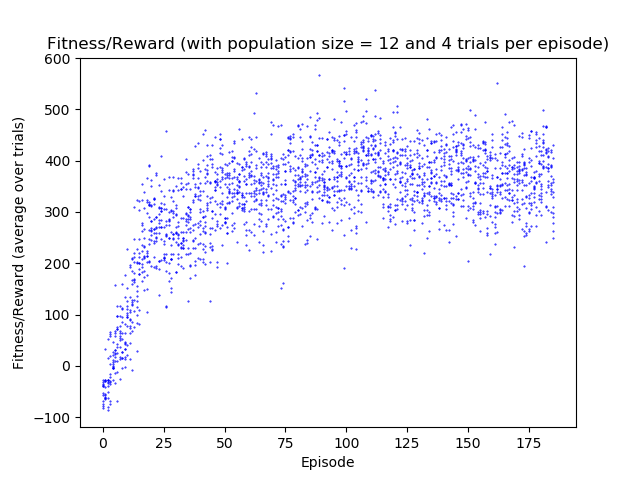 Fitness/Reward (with population size = 12 and 4 trials per episode)
Fitness/Reward (average over trials)
600
500
400
300
200
100
0
−100
0 25 50 75 100 125 150 175
Episode